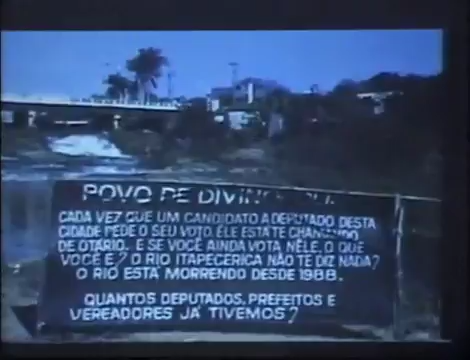 POVO DE DIVINÓPOLIS
CADA VEZ QUE UM CANDIDATO A DEPUTADO DESTA
CIDADE PEDE O SEU VOTO, ELE ESTÁ TE CHAMANDO
DE OTÁRIO. E SE VOCÊ AINDA VOTA NÊLE, O QUE
VOCÊ É? O RIO ITAPECERICA NÃO TE DIZ NADA?
O RIO ESTÁ MORRENDO DESDE 1988.
QUANTOS DEPUTADOS, PREFEITOS E
VEREADORES JÁ TIVEMOS?